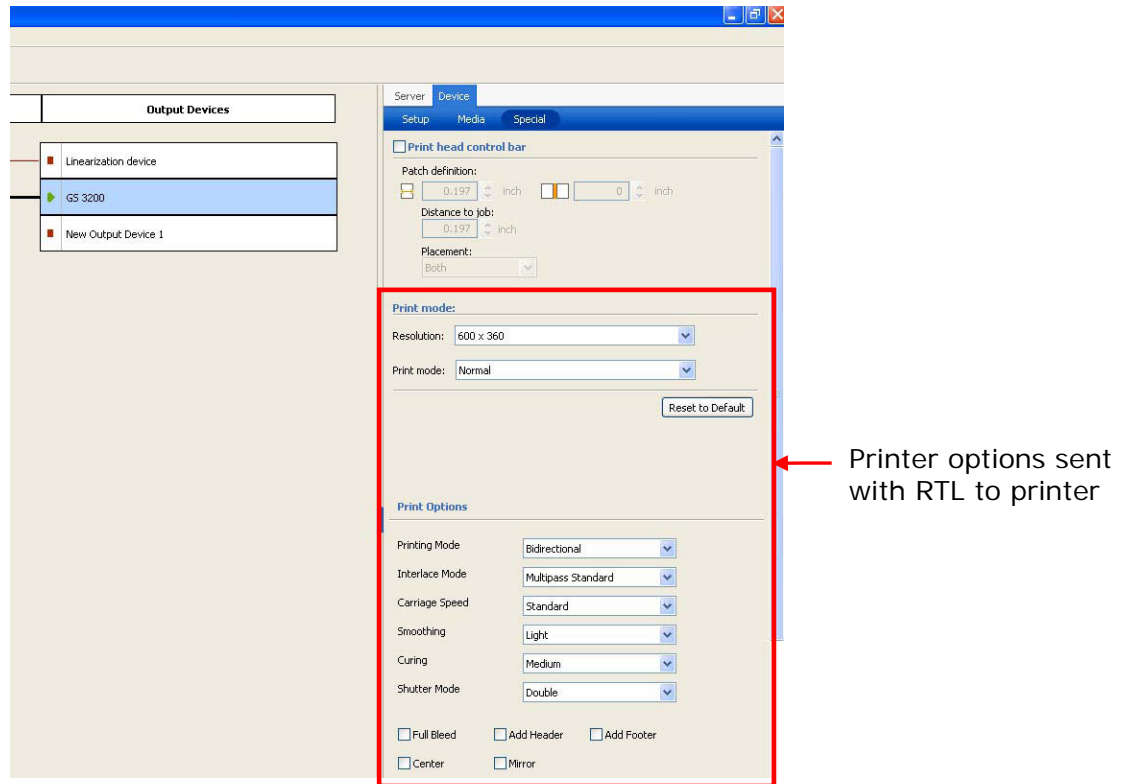 Output Devices
Linearization device
GS 3200
New Output Device 1
Server Device
Setup Media Special
Print head control bar
Patch definition:
0.197 inch 0 inch
Distance to job:
0.197 inch
Placement:
Both
Print mode:
Resolution: 600 x 360
Print mode: Normal
Reset to Default
Print Options
Printing Mode Bidirectional
Interlace Mode Multipass Standard
Carriage Speed Standard
Smoothing Light
Curing Medium
Shutter Mode Double
Full Bleed Add Header Add Footer
Center Mirror
Printer options sent
with RTL to printer